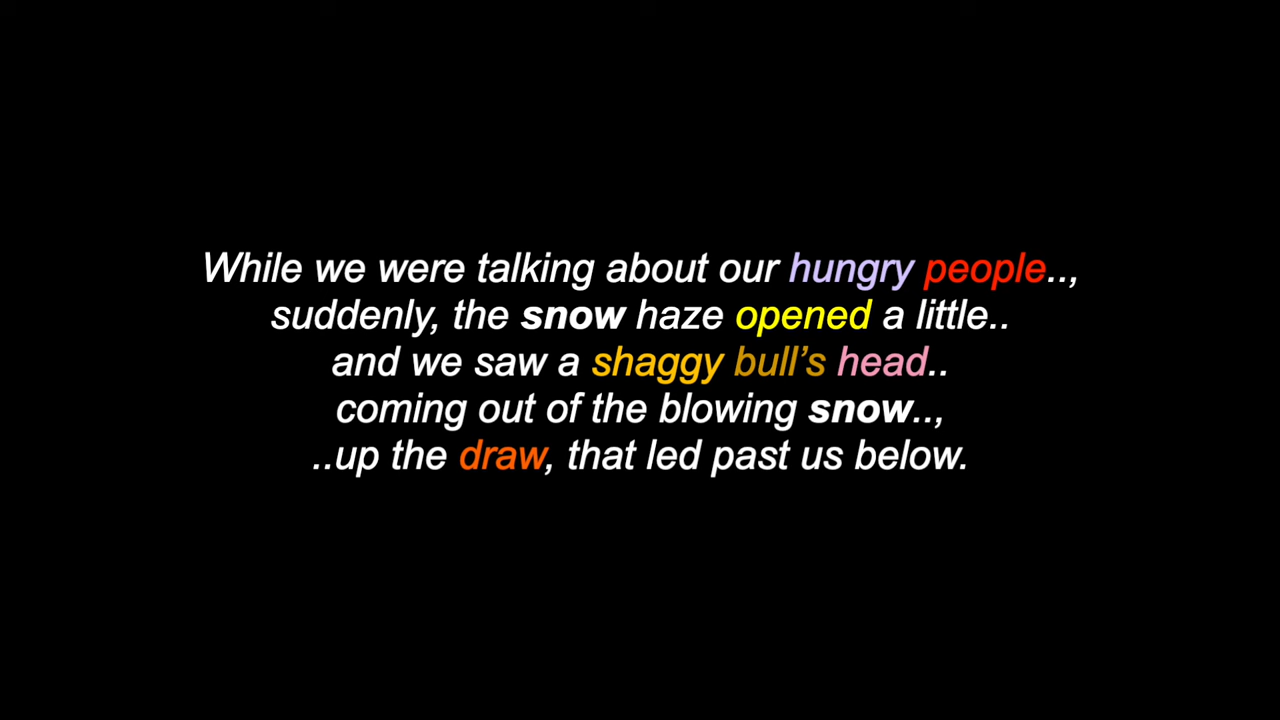 While we were talking about our hungry people..,
suddenly, the snow haze opened a little..
and we saw a shaggy bull’s head..
coming out of the blowing snow..,
..up the draw, that led past us below.